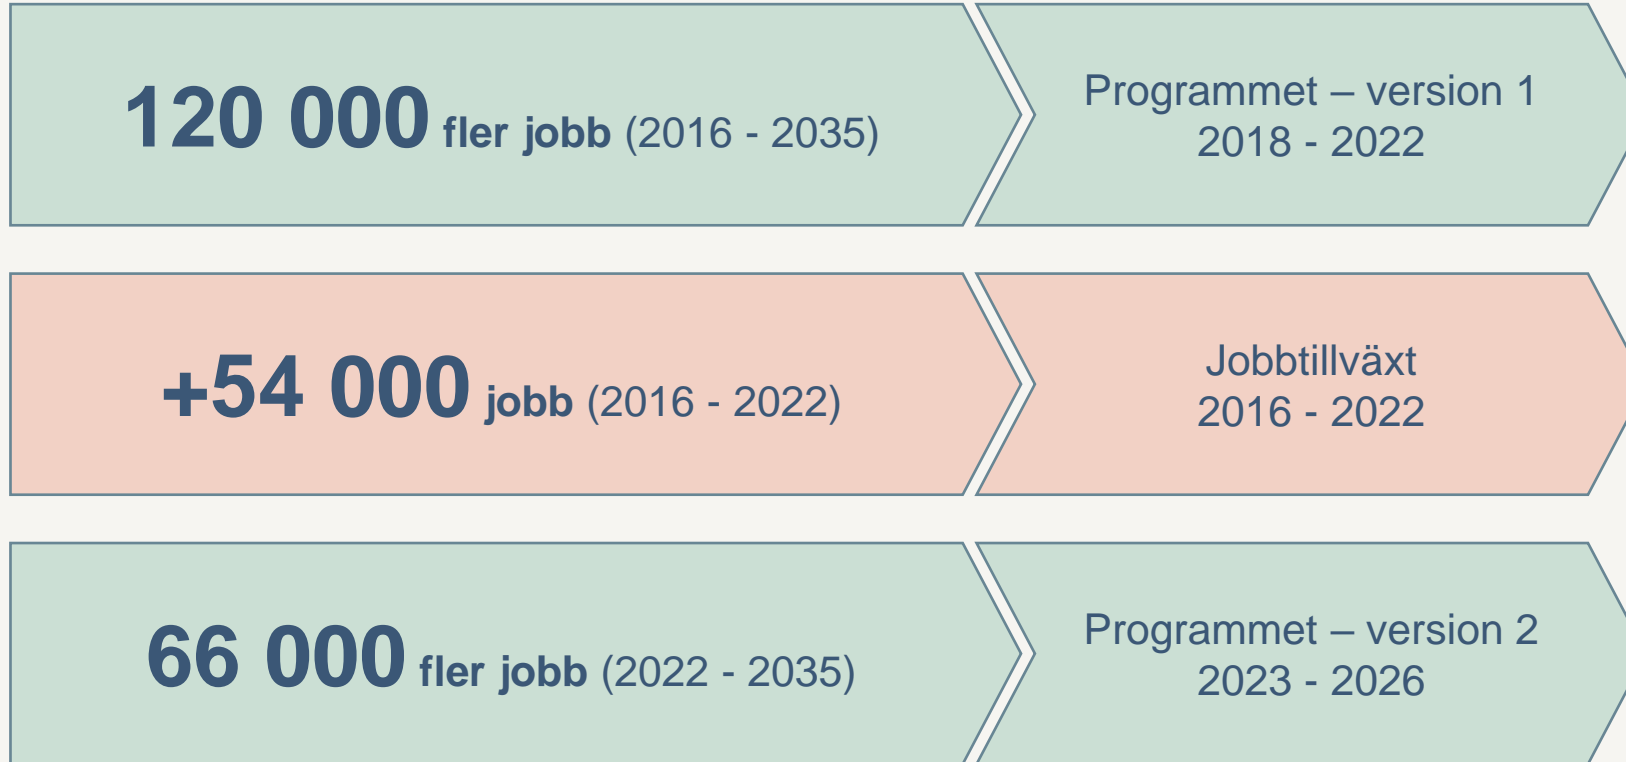 120 000 fler jobb (2016 - 2035)
Programmet – version 1
2018 - 2022
+54 000 jobb (2016 - 2022)
Jobbtillväxt
2016 - 2022
66 000 fler jobb (2022 - 2035)
Programmet – version 2
2023 - 2026